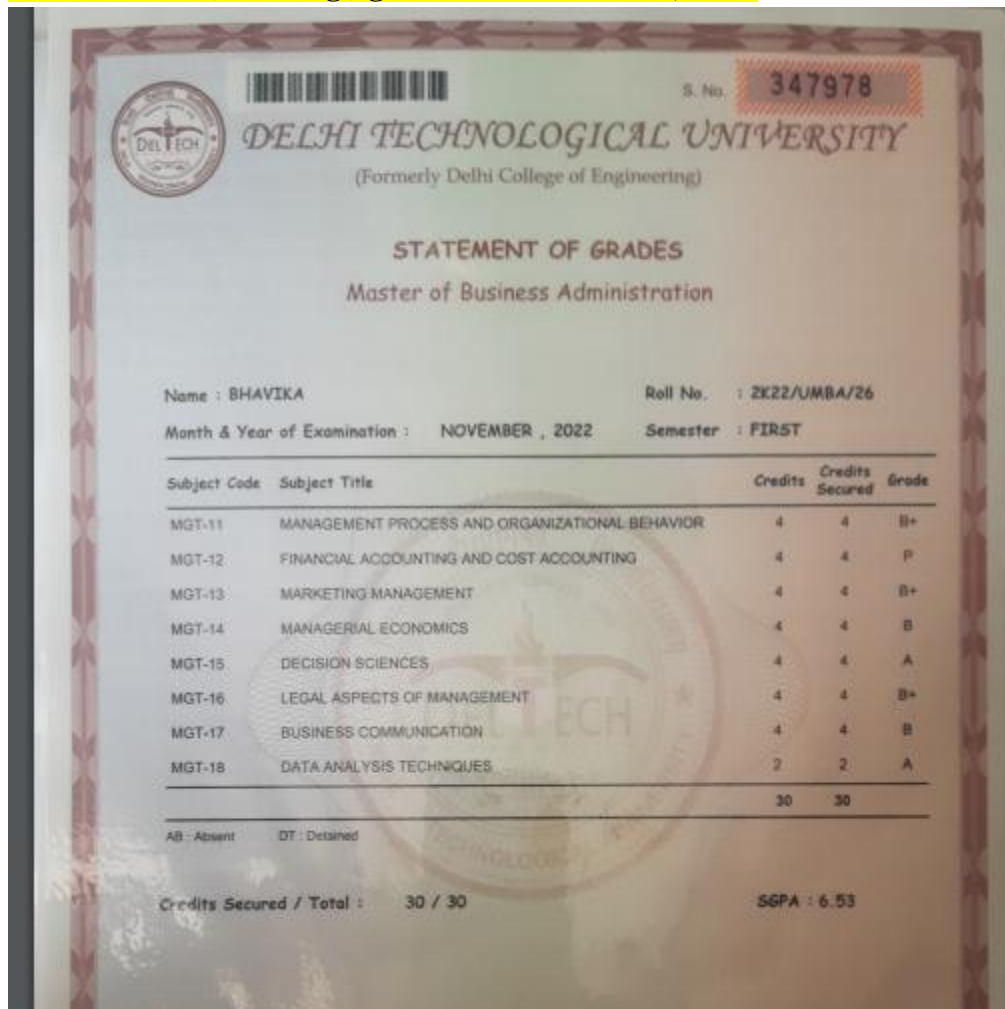 S. No. 347978
DELHI TECHNOLOGICAL UNIVERSITY
(Formerly Delhi College of Engineering)
DEL TECH
STATEMENT OF GRADES
Master of Business Administration
Name : BHAVIKA Roll No. : 2K22/UMBA/26
Month & Year of Examination : NOVEMBER , 2022 Semester : FIRST
Subject Code Subject Title Credits Credits Secured Grade
MGT-11 MANAGEMENT PROCESS AND ORGANIZATIONAL BEHAVIOR 4 4 B+
MGT-12 FINANCIAL ACCOUNTING AND COST ACCOUNTING 4 4 P
MGT-13 MARKETING MANAGEMENT 4 4 B+
MGT-14 MANAGERIAL ECONOMICS 4 4 B
MGT-15 DECISION SCIENCES 4 4 A
MGT-16 LEGAL ASPECTS OF MANAGEMENT 4 4 B+
MGT-17 BUSINESS COMMUNICATION 4 4 B
MGT-18 DATA ANALYSIS TECHNIQUES 2 2 A
30 30
AB : Absent DT : Detained
Credits Secured / Total : 30 / 30 SGPA : 6.53